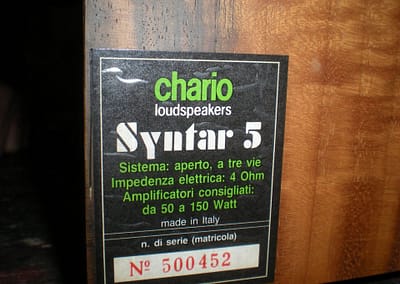 chario
loudspeakers
Syntar 5
Sistema: aperto, a tre vie
Impedenza elettrica: 4 Ohm
Amplificatori consigliati:
da 50 a 150 Watt
made in Italy
n. di serie (matricola)
Nº 500452